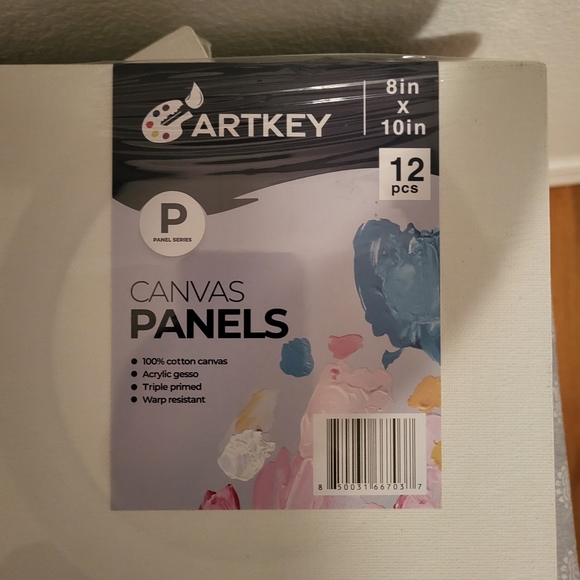 ARTKEY
8in
x
10in
12
pcs
P
PANEL SERIES
CANVAS
PANELS
100% cotton canvas
Acrylic gesso
Triple primed
Warp resistant
8 50031 66703 7